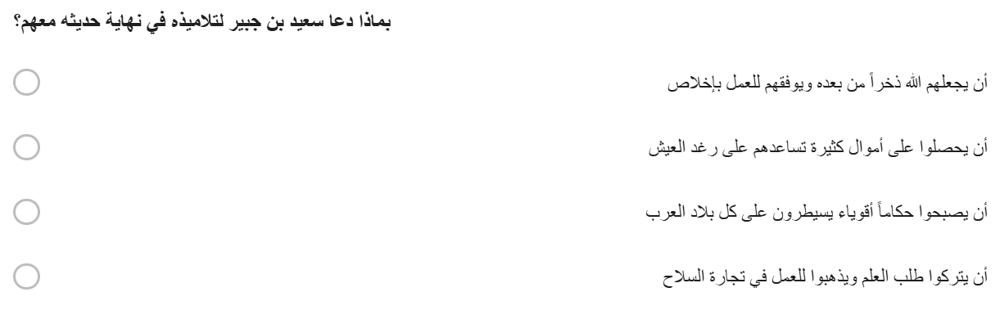 بماذا دعا سعيد بن جبير لتلاميذه في نهاية حديثه معهم؟
أن يجعلهم الله ذخراً من بعده ويوفقهم للعمل بإخلاص
أن يحصلوا على أموال كثيرة تساعدهم على رغد العيش
أن يصبحوا حكاماً أقوياء يسيطرون على كل بلاد العرب
أن يتركوا طلب العلم ويذهبوا للعمل في تجارة السلاح